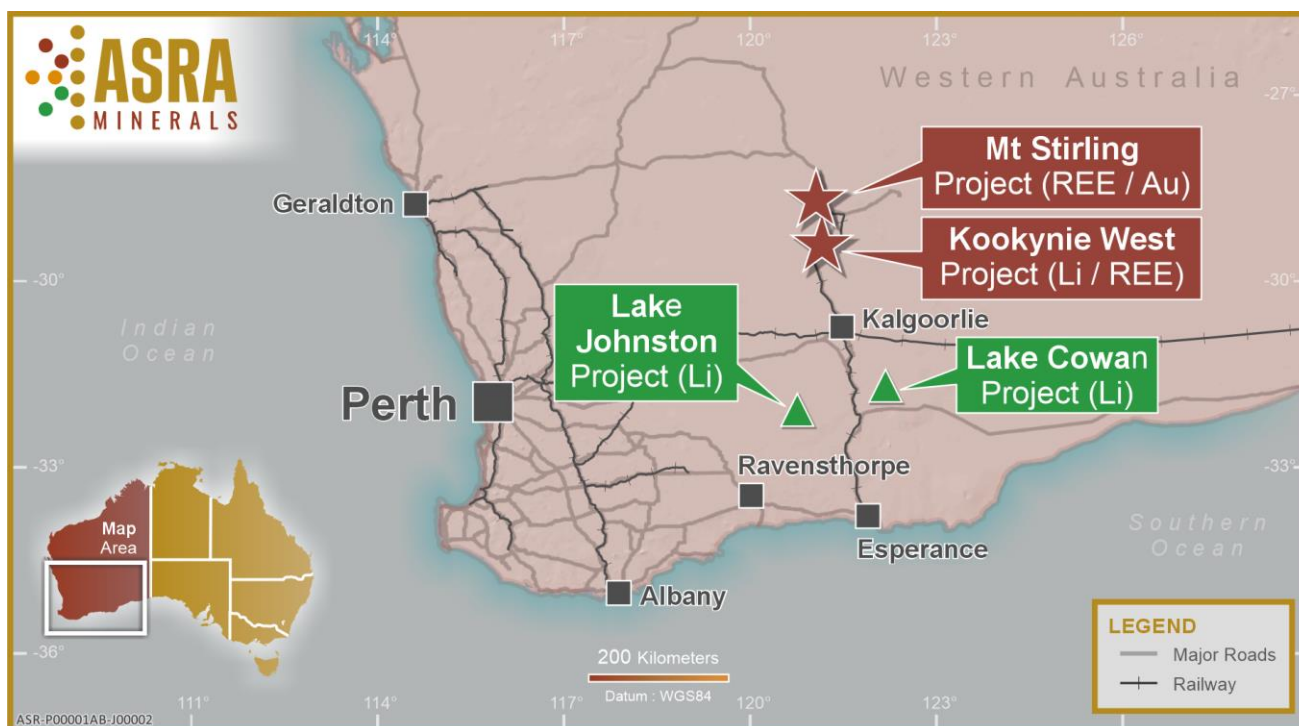 ASRA
MINERALS
114°
117°
120°
123°
126°
Western Australia
-27°
Mt Stirling
Project (REE / Au)
Geraldton
Kookynie West
Project (Li / REE)
-30°
-30°
Indian
Ocean
Lake
Johnston
Project (Li)
Kalgoorlie
Lake Cowan
Project (Li)
Perth
-33°
Ravensthorpe
-33°
Map
Area
Southern
Ocean
Esperance
Albany
LEGEND
Major Roads
Railway
-36°
200 Kilometers
Datum : WGS84
111°
114°
117°
120°
123°
ASR-P00001AB-J00002